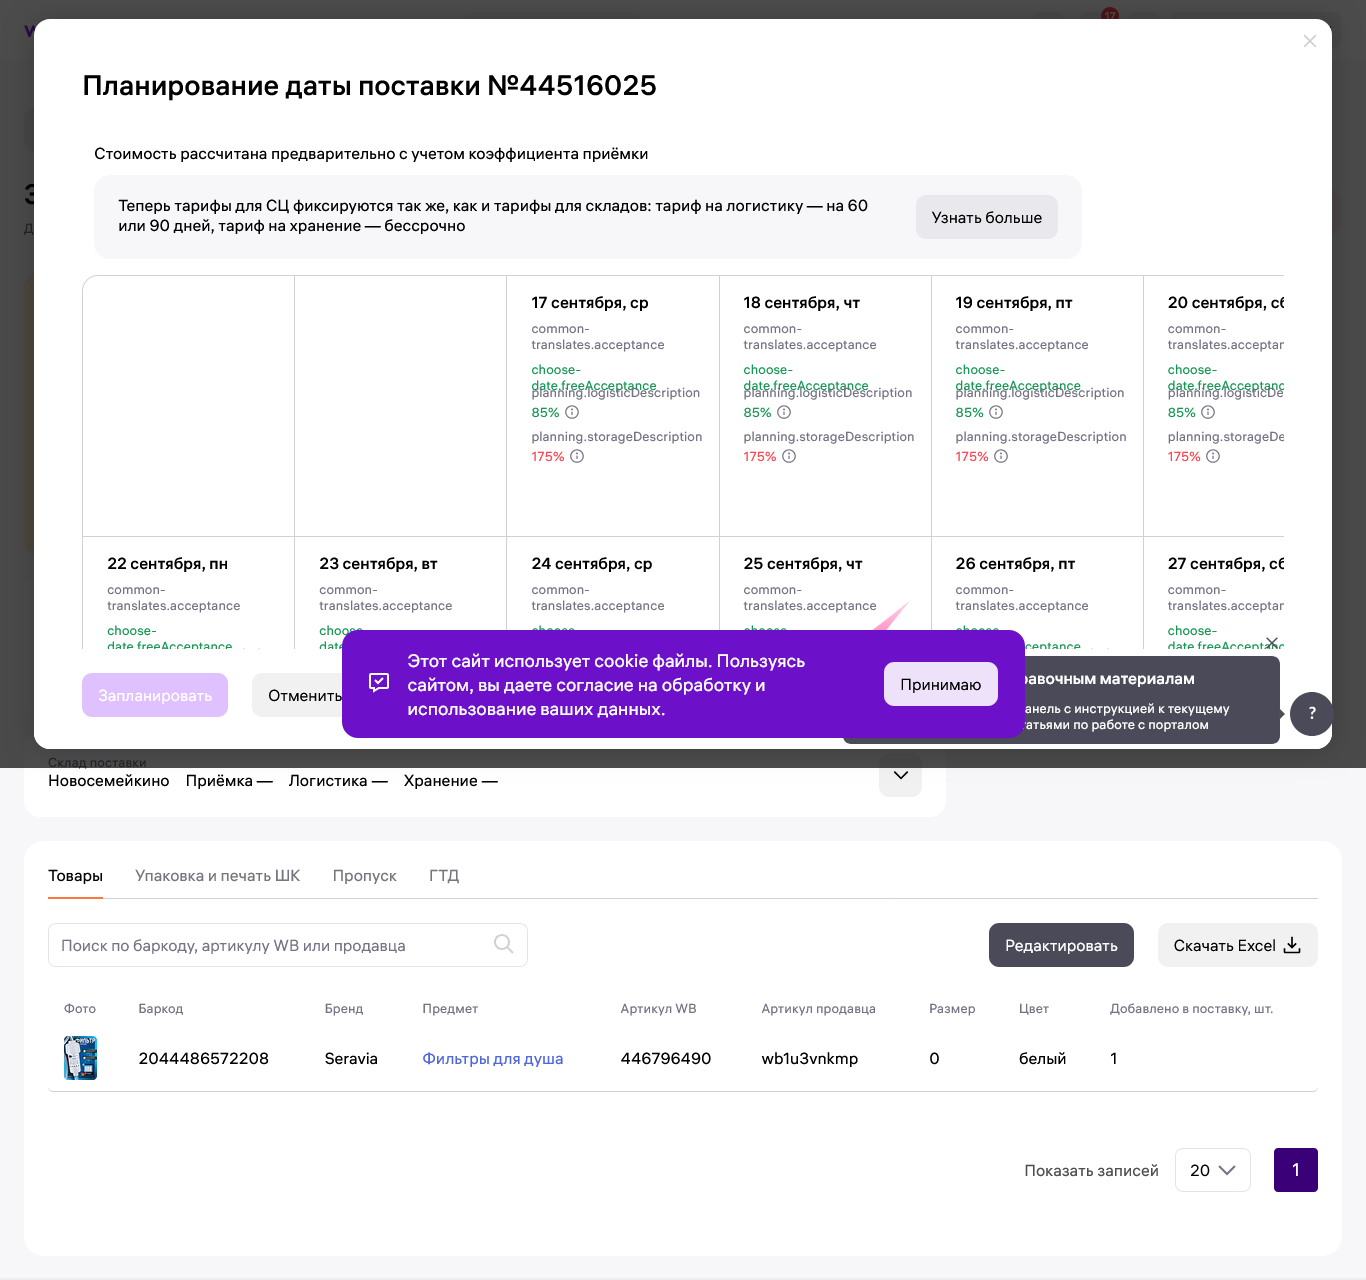 17
Планирование даты поставки №44516025
Стоимость рассчитана предварительно с учетом коэффициента приёмки
Теперь тарифы для СЦ фиксируются так же, как и тарифы для складов: тариф на логистику — на 60
или 90 дней, тариф на хранение — бессрочно
Узнать больше
17 сентября, ср
common-
translates.acceptance
choose-
date.freeAcceptance
planning.logisticDescription
85%
planning.storageDescription
175%
18 сентября, чт
common-
translates.acceptance
choose-
date.freeAcceptance
planning.logisticDescription
85%
planning.storageDescription
175%
19 сентября, пт
common-
translates.acceptance
choose-
date.freeAcceptance
planning.logisticDescription
85%
planning.storageDescription
175%
20 сентября, сб
common-
translates.acceptan
choose-
date.freeAcceptanc
planning.logisticDe
85%
planning.storageDe
175%
22 сентября, пн
common-
translates.acceptance
choose-
date.freeAcceptance
23 сентября, вт
common-
translates.acceptance
choose-
24 сентября, ср
common-
translates.acceptance
25 сентября, чт
common-
translates.acceptance
26 сентября, пт
common-
translates.acceptance
choose-
date.freeAcceptance
27 сентября, сб
common-
translates.acceptan
choose-
date.freeAcceptanc
Запланировать
Отменить
Этот сайт использует cookie файлы. Пользуясь
сайтом, вы даете согласие на обработку и
использование ваших данных.
Принимаю
равочным материалам
анель с инструкцией к текущему
атьями по работе с порталом
?
Склад поставки
Новосемейкино Приёмка — Логистика — Хранение —
Товары Упаковка и печать ШК Пропуск ГТД
Поиск по баркоду, артикулу WB или продавца
Редактировать
Скачать Excel
Фото Баркод Бренд Предмет Артикул WB Артикул продавца Размер Цвет Добавлено в поставку, шт.
2044486572208 Seravia Фильтры для душа 446796490 wb1u3vnkmp 0 белый 1
Показать записей 20 1